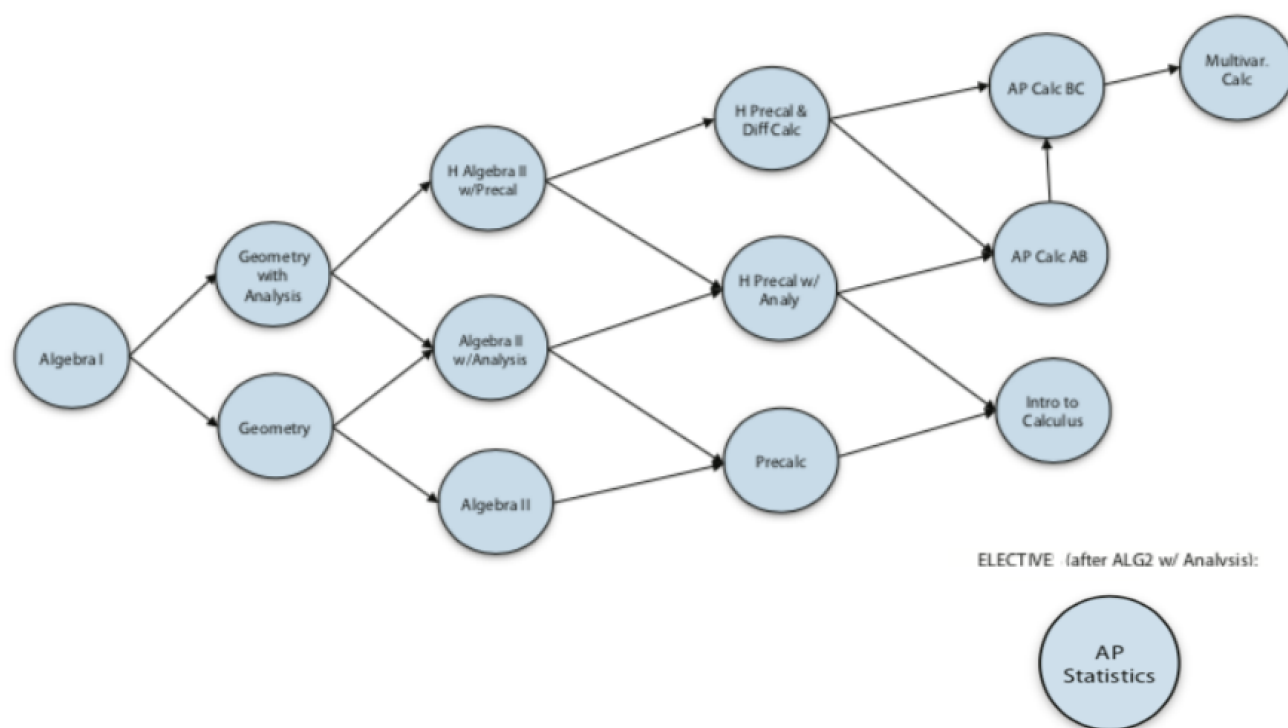 Multivar.
Calc
AP Calc BC
H Precal &
Diff Calc
H Algebra II
w/Precal
Geometry
with
Analysis
AP Calc AB
H Precal w/
Analy
Algebra II
w/Analysis
Algebra I
Geometry
Intro to
Calculus
Precalc
Algebra II
ELECTIVE (after ALG2 w/ Analysis):
AP
Statistics